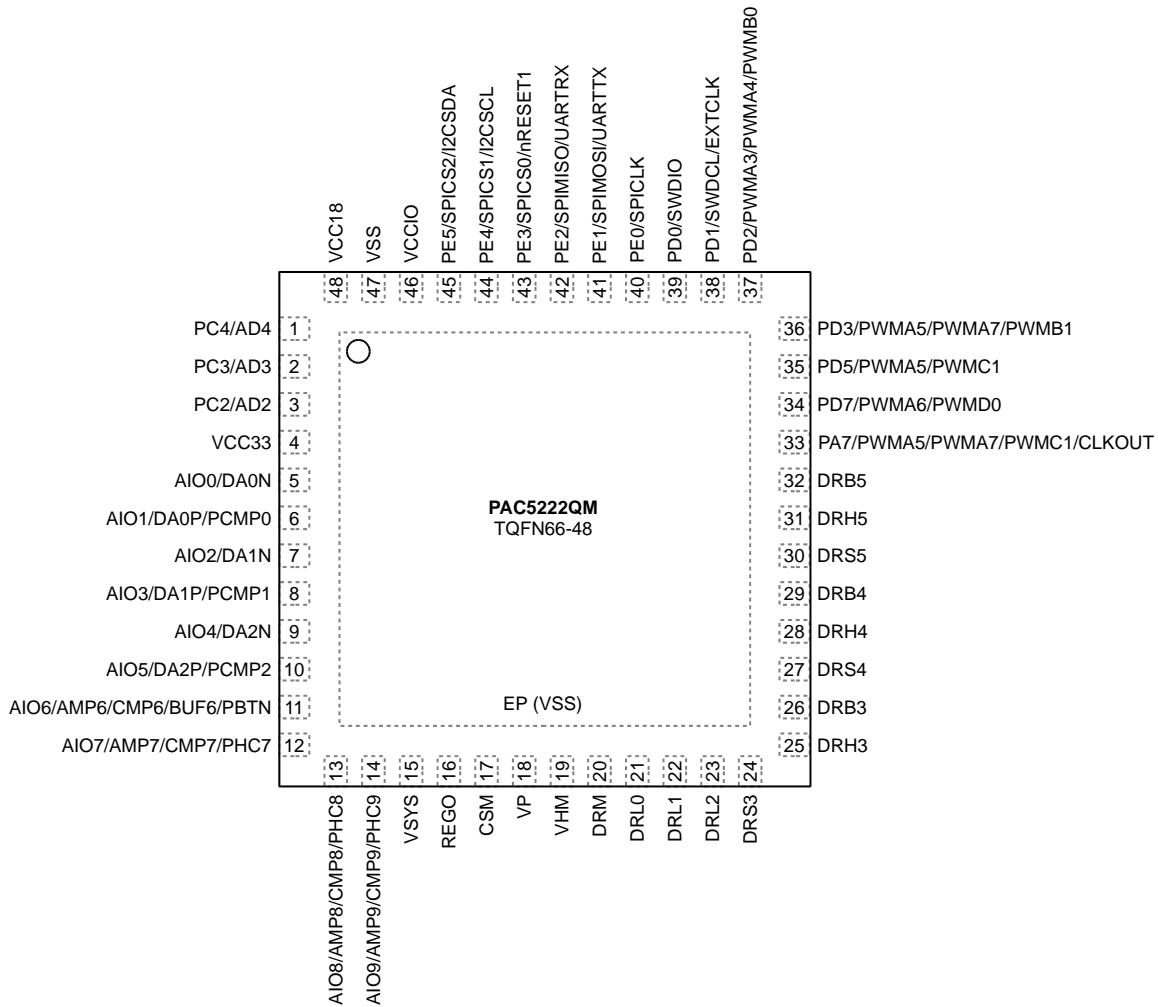 VCC18
VSS
VCCIO
PE5/SPICS2/I2CSDA
PE4/SPICS1/I2CSCL
PE3/SPICS0/nRESET1
PE2/SPIMISO/UARTRX
PE1/SPIMOSI/UARTTX
PE0/SPICLK
PD0/SWDIO
PD1/SWDCL/EXTCLK
PD2/PWMA3/PWMA4/PWMB0
48
47
46
45
44
43
42
41
40
39
38
37
PC4/AD4 1
PC3/AD3 2
PC2/AD2 3
VCC33 4
AIO0/DA0N 5
AIO1/DA0P/PCMP0 6
AIO2/DA1N 7
AIO3/DA1P/PCMP1 8
AIO4/DA2N 9
AIO5/DA2P/PCMP2 10
AIO6/AMP6/CMP6/BUF6/PBTN 11
AIO7/AMP7/CMP7/PHC7 12
PAC5222QM
TQFN66-48
EP (VSS)
36 PD3/PWMA5/PWMA7/PWMB1
35 PD5/PWMA5/PWMC1
34 PD7/PWMA6/PWMD0
33 PA7/PWMA5/PWMA7/PWMC1/CLKOUT
32 DRB5
31 DRH5
30 DRS5
29 DRB4
28 DRH4
27 DRS4
26 DRB3
25 DRH3
13
14
15
16
17
18
19
20
21
22
23
24
AIO8/AMP8/CMP8/PHC8
AIO9/AMP9/CMP9/PHC9
VSYS
REGO
CSM
VP
VHM
DRM
DRL0
DRL1
DRL2
DRS3